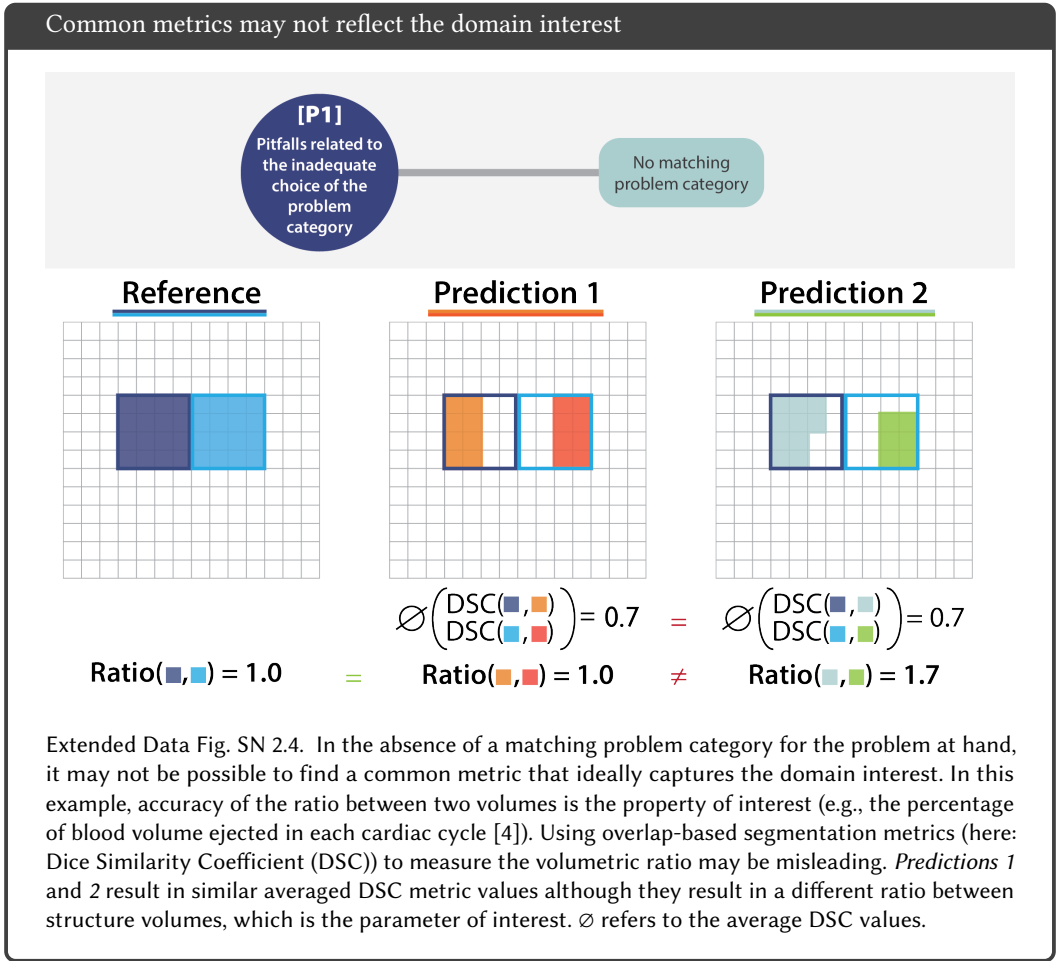 Common metrics may not reflect the domain interest
[P1]
Pitfalls related to
the inadequate
choice of the
problem
category
No matching
problem category
Reference
Prediction 1
Prediction 2
∅(DSC(■,■) DSC(■,■)) = 0.7
=
∅(DSC(■,■) DSC(■,■)) = 0.7
Ratio(■,■) = 1.0
=
Ratio(■,■) = 1.0
≠
Ratio(■,■) = 1.7
Extended Data Fig. SN 2.4. In the absence of a matching problem category for the problem at hand,
it may not be possible to find a common metric that ideally captures the domain interest. In this
example, accuracy of the ratio between two volumes is the property of interest (e.g., the percentage
of blood volume ejected in each cardiac cycle [4]). Using overlap-based segmentation metrics (here:
Dice Similarity Coefficient (DSC)) to measure the volumetric ratio may be misleading. Predictions 1
and 2 result in similar averaged DSC metric values although they result in a different ratio between
structure volumes, which is the parameter of interest. ∅ refers to the average DSC values.